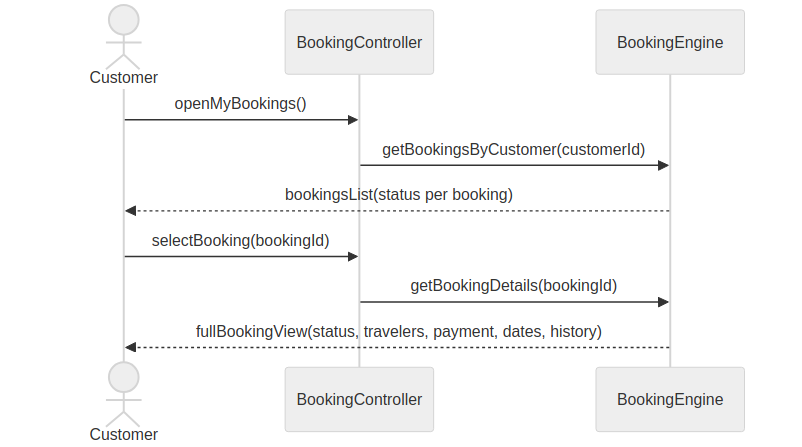 BookingController
BookingEngine
Customer
openMyBookings()
getBookingsByCustomer(customerId)
bookingsList(status per booking)
selectBooking(bookingId)
getBookingDetails(bookingId)
fullBookingView(status, travelers, payment, dates, history)
BookingController
BookingEngine
Customer